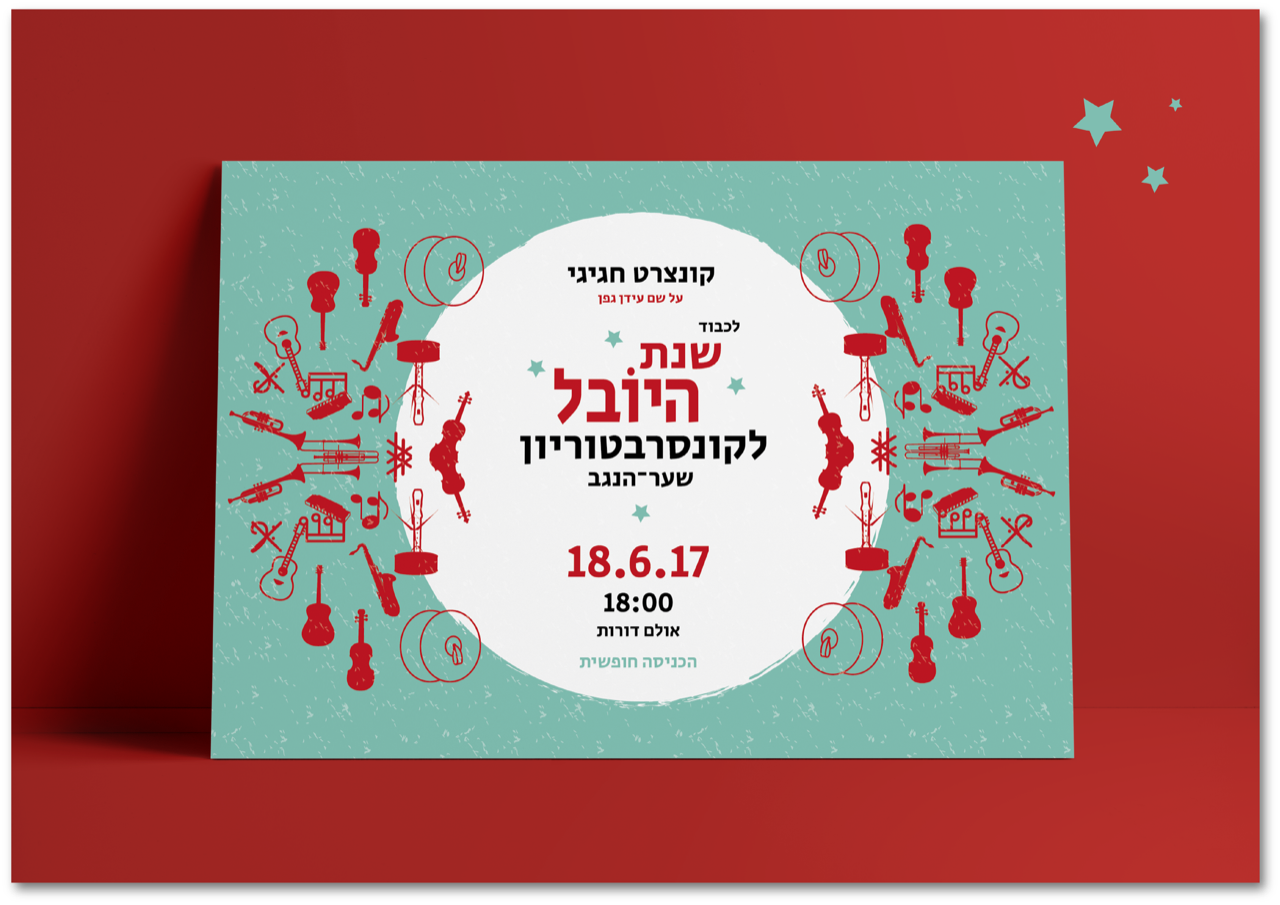 קונצרט חגיגי
על שם עידן גפן
לכבוד
שנת
היובל
לקונסרבטוריון
שער־הנגב
18.6.17
18:00
אולם דורות
הכניסה חופשית